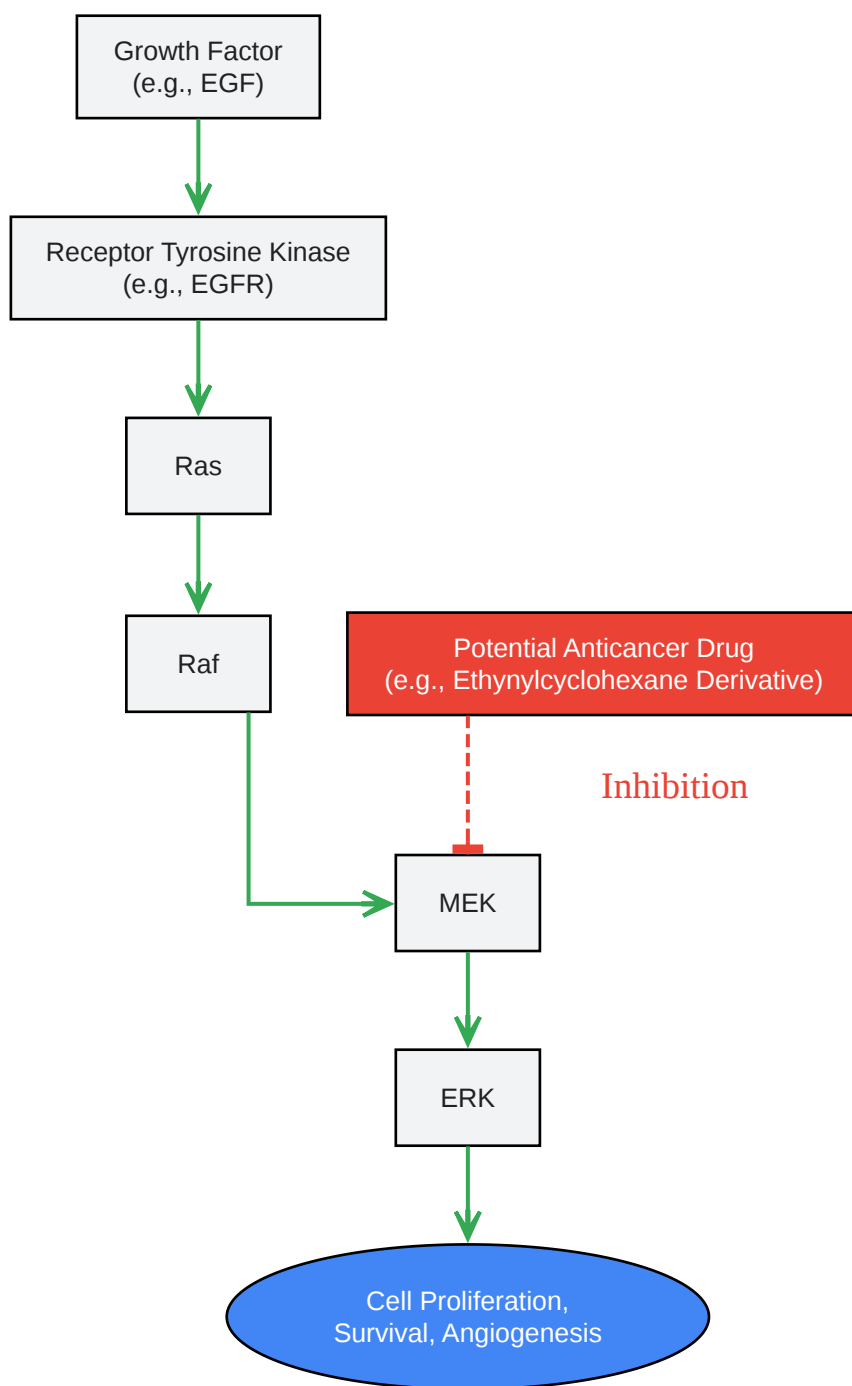 Growth Factor
(e.g., EGF)
Receptor Tyrosine Kinase
(e.g., EGFR)
Ras
Raf
Potential Anticancer Drug
(e.g., Ethynylcyclohexane Derivative)
Inhibition
MEK
ERK
Cell Proliferation,
Survival, Angiogenesis